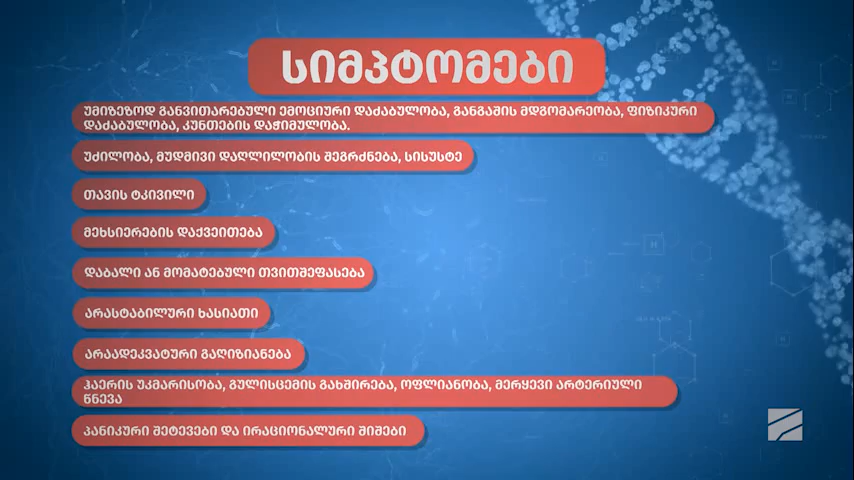 სიმპტომები
უმიზეზოდ განვითარებული ემოციური დაძაბულობა, განგაშის მდგომარეობა, ფიზიკური
დაძაბულობა, კუნთების დაჭიმულობა.
უძილობა, მუდმივი დაღლილობის შეგრძნება, სისუსტე
თავის ტკივილი
მეხსიერების დაქვეითება
დაბალი ან მომატებული თვითშეფასება
არასტაბილური ხასიათი
არაადეკვატური გაღიზიანება
ჰაერის უკმარისობა, გულისცემის გახშირება, ოფლიანობა, მერყევი არტერიული
წნევა
პანიკური შეტევები და ირაციონალური შიშები